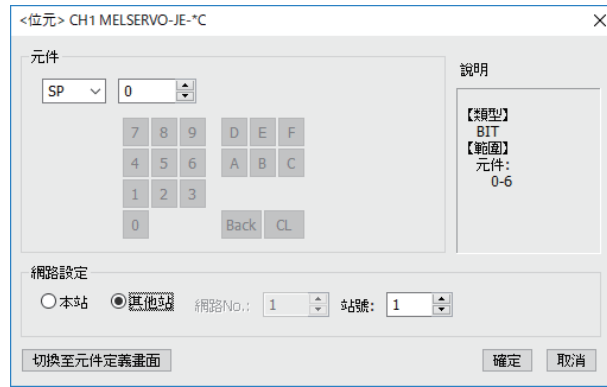 <位元> CH1 MELSERVO-JE-*C
元件
SP 0
7 8 9 D E F
4 5 6 A B C
1 2 3
0 Back CL
說明
【類型】
BIT
【範圍】
元件:
0-6
網路設定
本站 其他站 網路No.: 1 站號: 1
切換至元件定義畫面 確定 取消